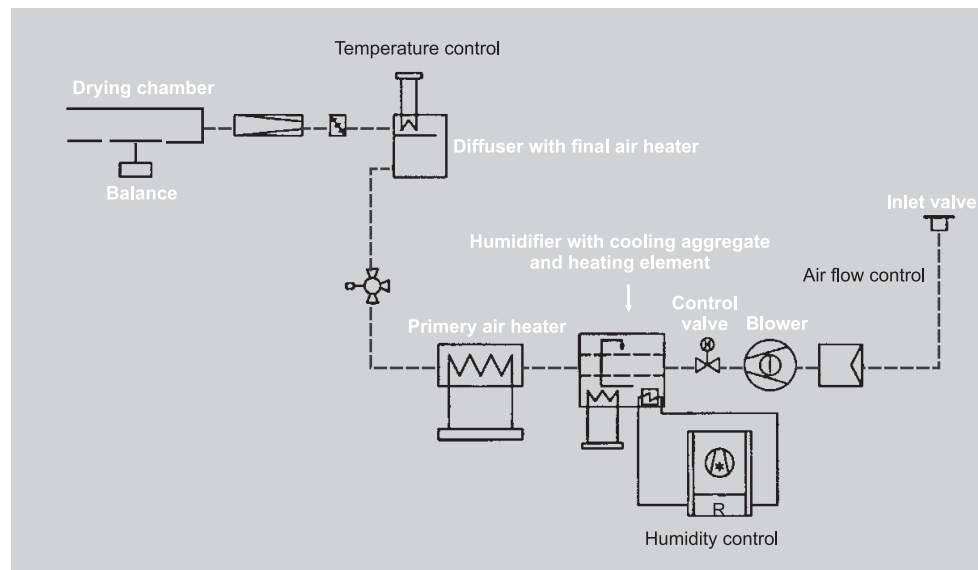 Temperature control
Drying chamber
Diffuser with final air heater
Balance
Inlet valve
Humidifier with cooling aggregate
and heating element
Air flow control
Control
valve
Blower
Primery air heater
R
Humidity control